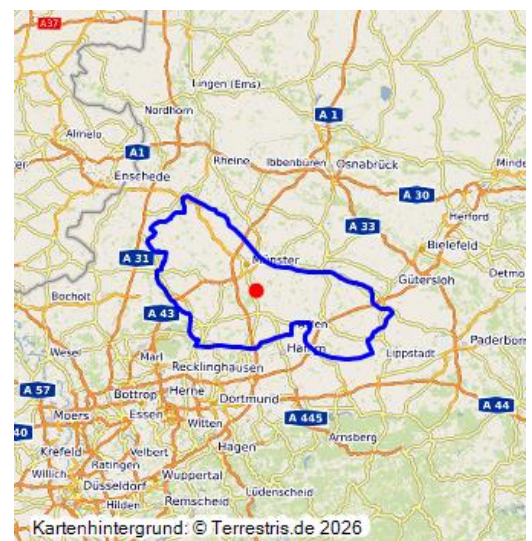 A37
Lingen (Ems)
Nordhorn
A 1
Almelo
A1
Rheine
Ibbenbüren
Osnabrück
Enschede
A 30
Herford
A 33
Bielefeld
A 31
Münster
Gütersloh
Bocholt
A 43
Hamm
Lippstadt
Paderborn
Wesel
Marl
Recklinghausen
A 57
Bottrop
Herne
Dortmund
A 44
Moers
Essen
A 445
40
Witten
Arnsberg
Krefeld
Velbert
Hagen
Ratingen
Willich
Wuppertal
Düsseldorf
Lüdenscheid
Hilden
Remscheid
Kartenhintergrund: © Terrestris.de 2026